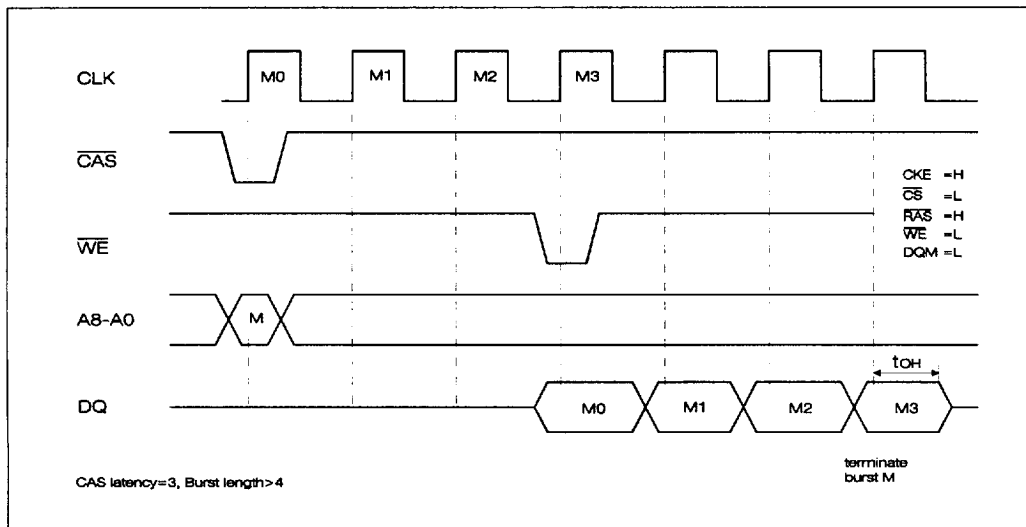 CLK
M0 M1 M2 M3
CAS
CKE =H
CS =L
RAS =H
WE =L
DQM =L
WE
A8-A0
M
tOH
DQ
M0 M1 M2 M3
terminate
burst M
CAS latency=3, Burst length>4